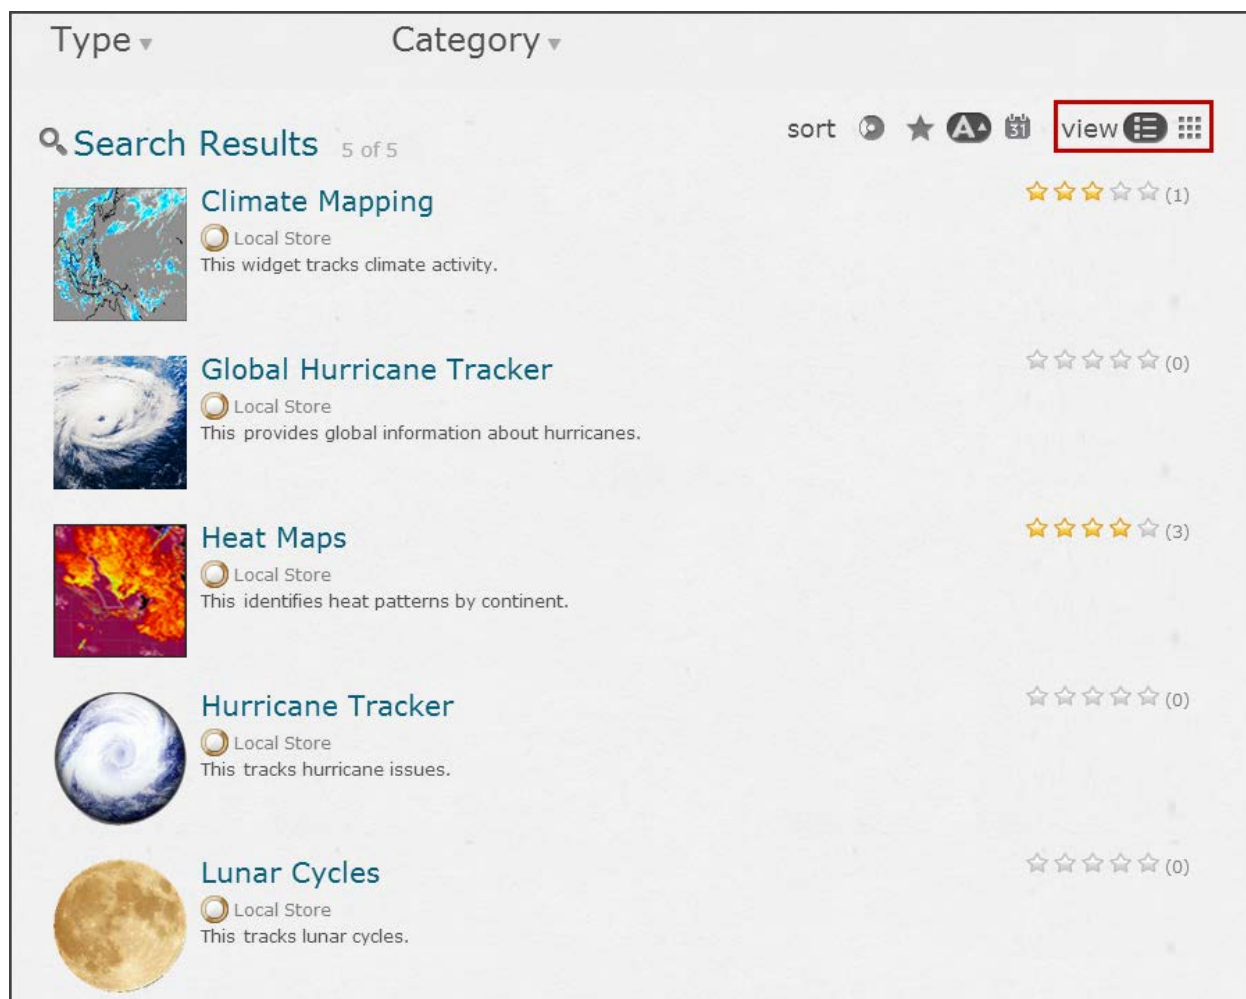 Type
Category
Search Results 5 of 5
sort A 31 view
Climate Mapping
(1)
Local Store
This widget tracks climate activity.
Global Hurricane Tracker
(0)
Local Store
This provides global information about hurricanes.
Heat Maps
(3)
Local Store
This identifies heat patterns by continent.
Hurricane Tracker
(0)
Local Store
This tracks hurricane issues.
Lunar Cycles
(0)
Local Store
This tracks lunar cycles.